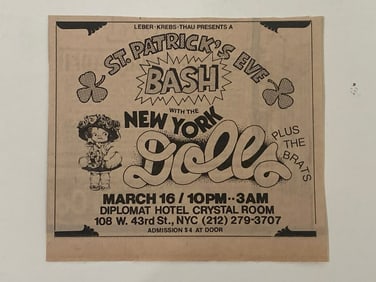 LEBER-KREBS-THAU PRESENTS A
ST. PATRICK'S EVE
BASH
WITH THE
NEW YORK
Dolls
PLUS THE BRATS
MARCH 16 / 10PM--3AM
DIPLOMAT HOTEL CRYSTAL ROOM
108 W. 43rd St., NYC (212) 279-3707
ADMISSION $4 AT DOOR